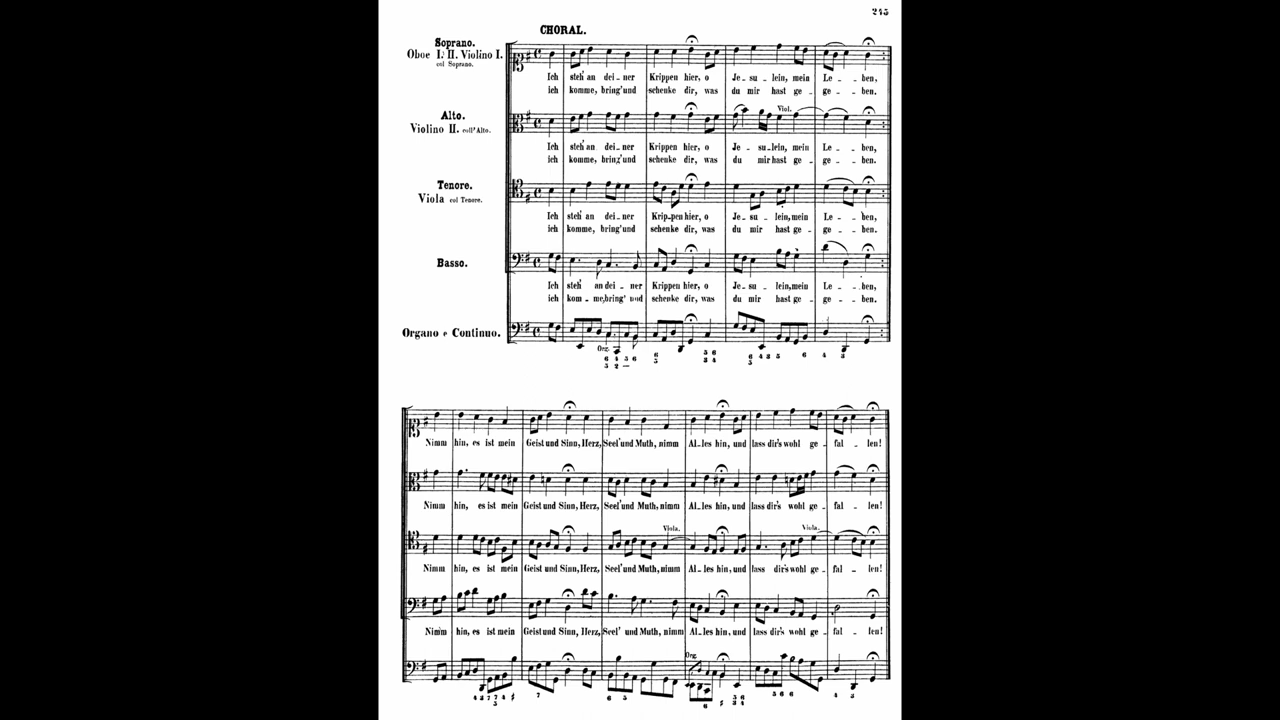 245
CHORAL.
Soprano.
Oboe I. II. Violino I.
col Soprano.
Ich steh' an dei - ner Krippen hier, o Je - su - lein, mein Le - - ben,
ich komme, bring' und schenke dir, was du mir hast ge - ge - - ben.
Alto.
Violino II. coll' Alto.
Viol.
Ich steh' an dei - ner Krippen hier, o Je - su - lein, mein Le - - ben,
ich komme, bring' und schenke dir, was du mir hast ge - ge - - ben.
Tenore.
Viola col Tenore.
Ich steh' an dei - ner Krip - pen hier, o Je - su - lein, mein Le - - ben,
ich komme, bring' und schenke dir, was du mir hast ge - ge - - ben.
Basso.
Ich steh' an dei - ner Krippen hier, o Je - su - lein, mein Le - - ben,
ich kom - me, bring' und schenke dir, was du mir hast ge - ge - - ben.
Organo e Continuo.
Org.
Nimm hin, es ist mein Geist und Sinn, Herz, Seel' und Muth, nimm Al - les hin, und lass dir's wohl ge - fal - len!
Nimm hin, es ist mein Geist und Sinn, Herz, Seel' und Muth, nimm Al - les hin, und lass dir's wohl ge - fal - len!
Viola. Viola.
Nimm hin, es ist mein Geist und Sinn, Herz, Seel' und Muth, nimm Al - les hin, und lass dir's wohl ge - fal - len!
Nimm hin, es ist mein Geist und Sinn, Herz, Seel' und Muth, nimm Al - les hin, und lass dir's wohl ge - fal - len!
Org.